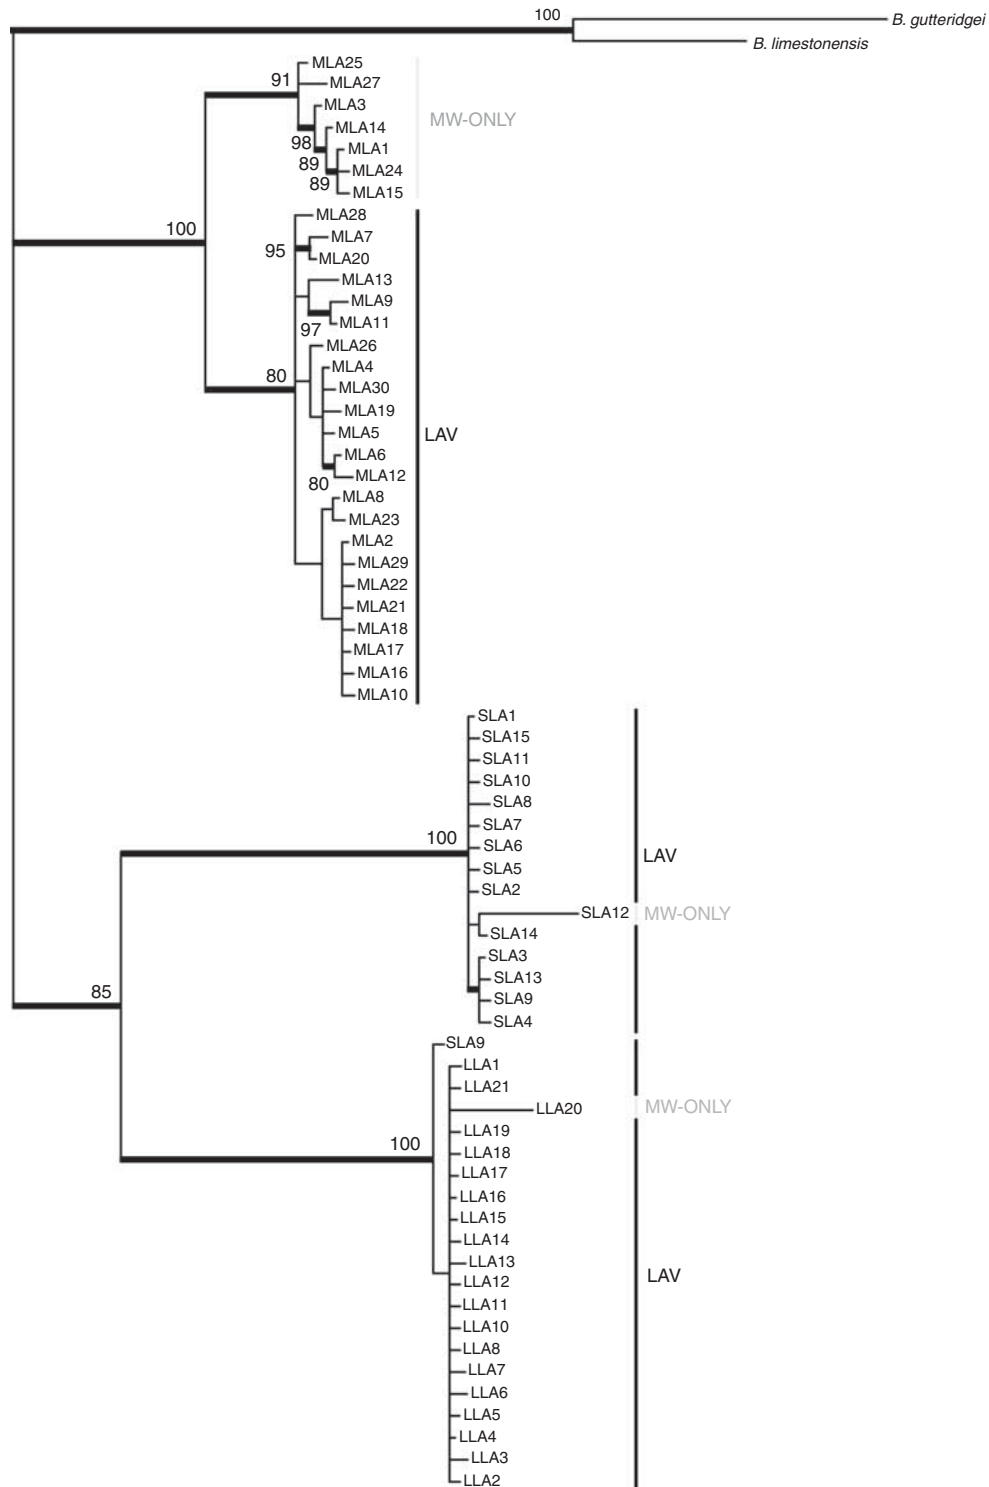 100
B. gutteridgei
B. limestonensis
MLA25
91
MLA27
MLA3
MW-ONLY
MLA14
98
MLA1
89
MLA24
89
MLA15
MLA28
100
MLA7
95
MLA20
MLA13
MLA9
MLA11
97
MLA26
MLA4
80
MLA30
MLA19
MLA5
LAV
MLA6
MLA12
80
MLA8
MLA23
MLA2
MLA29
MLA22
MLA21
MLA18
MLA17
MLA16
MLA10
SLA1
SLA15
SLA11
SLA10
SLA8
SLA7
100
SLA6
LAV
SLA5
SLA2
SLA12
MW-ONLY
SLA14
SLA3
SLA13
85
SLA9
SLA4
SLA9
LLA1
LLA21
LLA20
MW-ONLY
LLA19
100
LLA18
LLA17
LLA16
LLA15
LLA14
LLA13
LAV
LLA12
LLA11
LLA10
LLA8
LLA7
LLA6
LLA5
LLA4
LLA3
LLA2